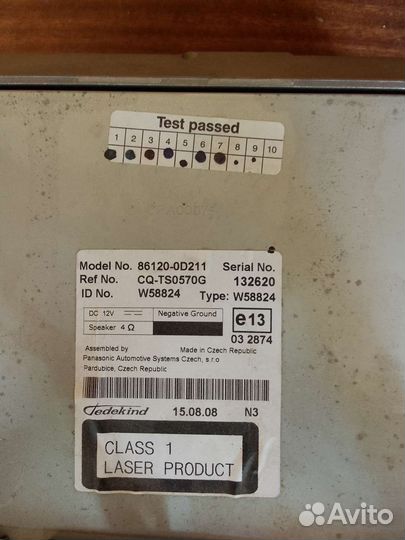 Test passed
1 2 3 4 5 6 7 8 9 10
Model No. 86120-0D211 Serial No.
Ref No. CQ-TS0570G 132620
ID No. W58824 Type: W58824
DC 12V Negative Ground
Speaker 4 Ω
e13
03 2874
Assembled by Made in Czech Republic
Panasonic Automotive Systems Czech, s.r.o
Pardubice, Czech Republic
Tedekind 15.08.08 N3
CLASS 1
LASER PRODUCT
Avito